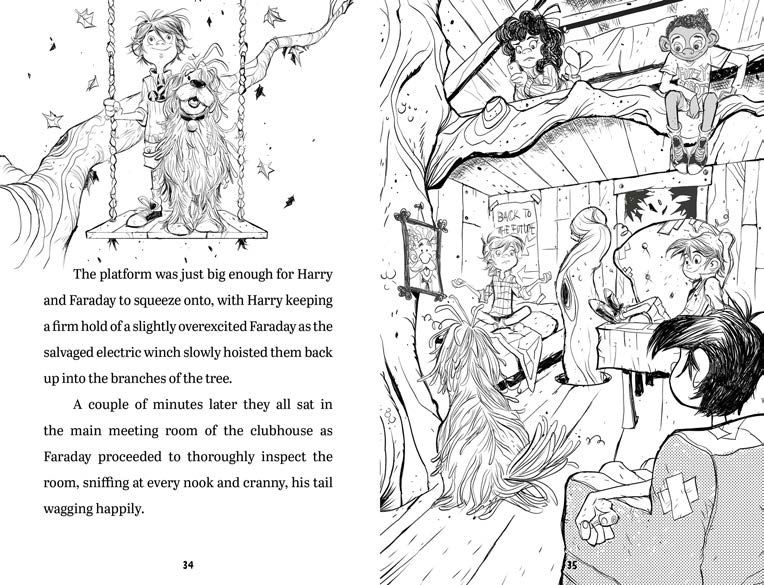 The platform was just big enough for Harry
and Faraday to squeeze onto, with Harry keeping
a firm hold of a slightly overexcited Faraday as the
salvaged electric winch slowly hoisted them back
up into the branches of the tree.
A couple of minutes later they all sat in
the main meeting room of the clubhouse as
Faraday proceeded to thoroughly inspect the
room, sniffing at every nook and cranny, his tail
wagging happily.
34
BACK TO
THE FUTURE
35